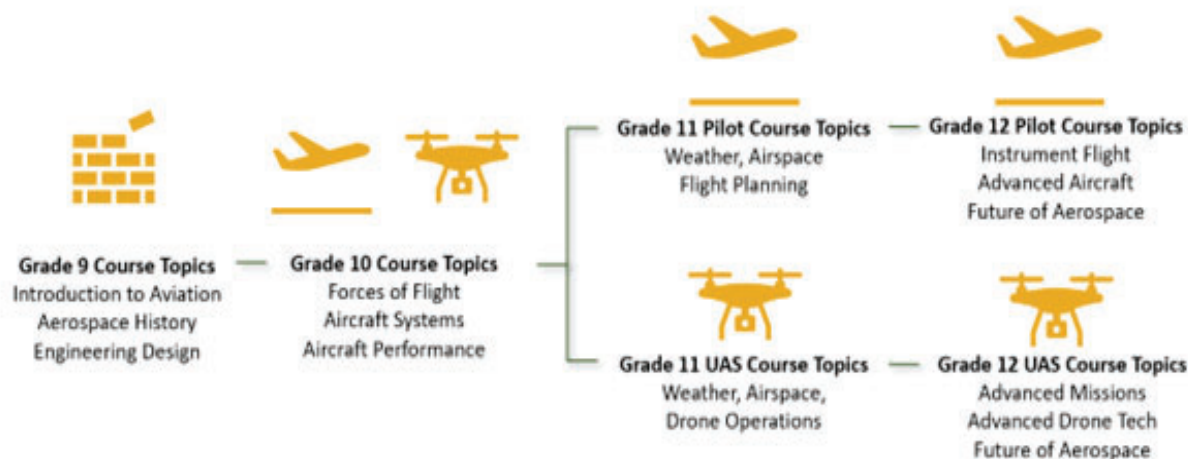 Grade 9 Course Topics
Introduction to Aviation
Aerospace History
Engineering Design
Grade 10 Course Topics
Forces of Flight
Aircraft Systems
Aircraft Performance
Grade 11 Pilot Course Topics
Weather, Airspace
Flight Planning
Grade 12 Pilot Course Topics
Instrument Flight
Advanced Aircraft
Future of Aerospace
Grade 11 UAS Course Topics
Weather, Airspace,
Drone Operations
Grade 12 UAS Course Topics
Advanced Missions
Advanced Drone Tech
Future of Aerospace